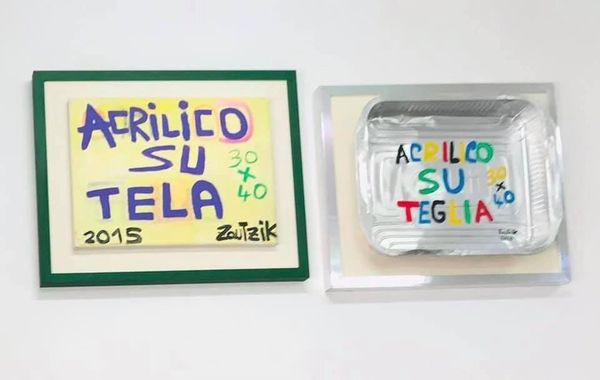 ACRILICO
SU
30
x
40
TELA
2015 ZoUTziK
ACRILICO
SU
30
x
40
TEGLIA